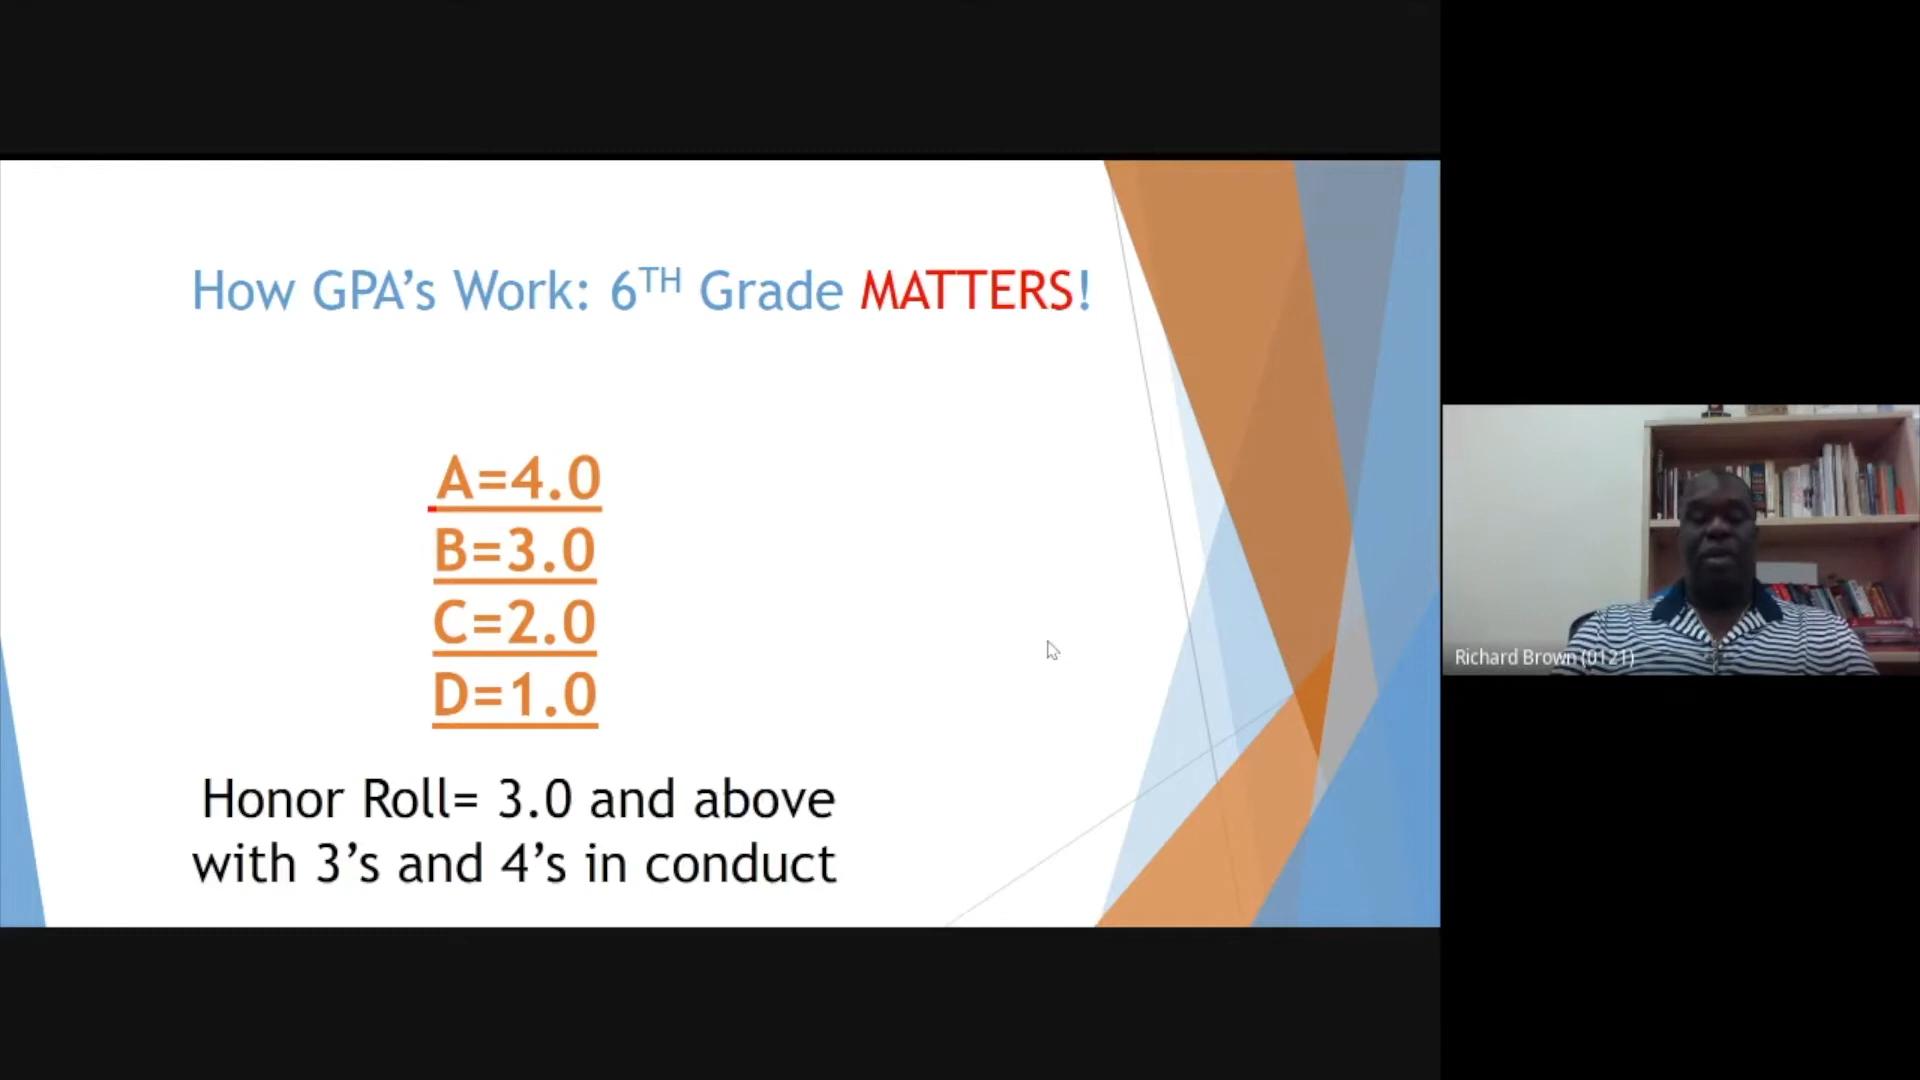 How GPA’s Work: 6TH Grade MATTERS!
A=4.0
B=3.0
C=2.0
D=1.0
Honor Roll= 3.0 and above
with 3’s and 4’s in conduct
Richard Brown (0121)